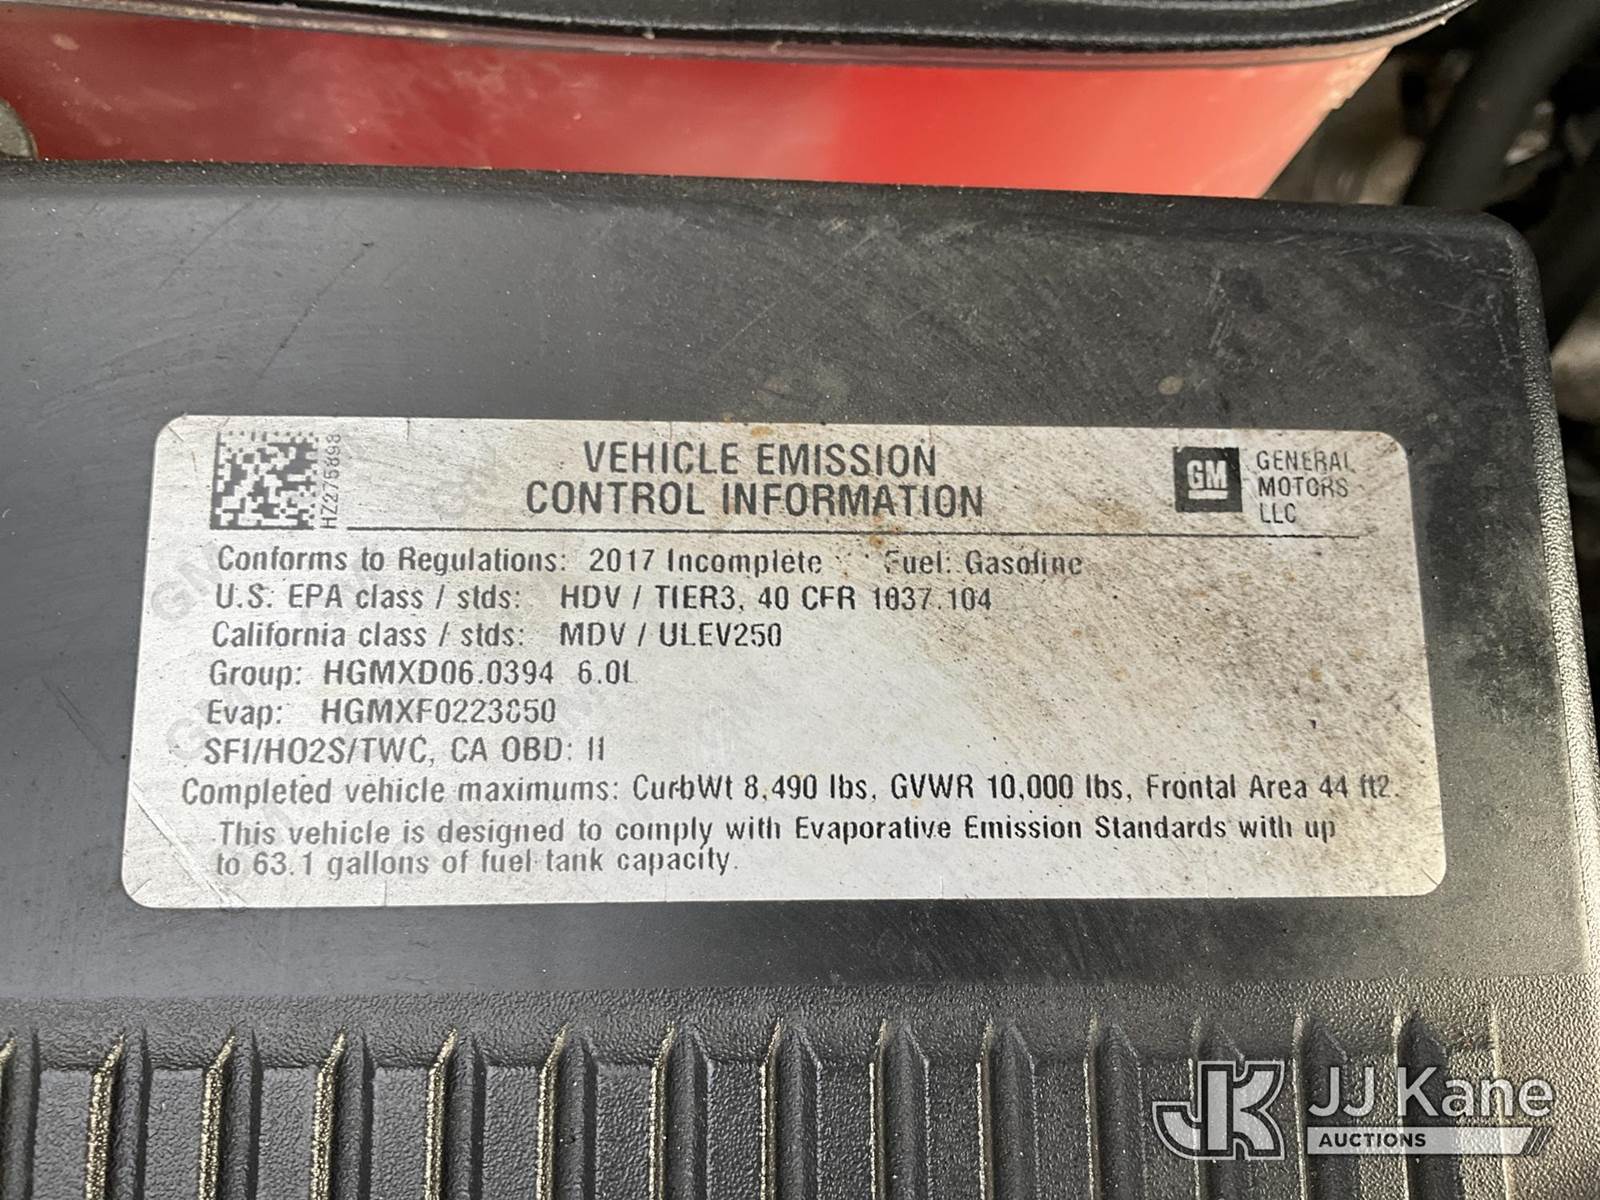 HZ275898
VEHICLE EMISSION
CONTROL INFORMATION
GM
GENERAL
MOTORS
LLC
Conforms to Regulations: 2017 Incomplete Fuel: Gasoline
U.S. EPA class / stds: HDV / TIER3, 40 CFR 1037.104
California class / stds: MDV / ULEV250
Group: HGMXD06.0394 6.0L
Evap:
SFI/HO2S/TWC, CA OBD: II
Completed vehicle maximums: CurbWt 8,490 lbs, GVWR 10,000 lbs, Frontal Area 44 ft2.
This vehicle is designed to comply with Evaporative Emission Standards with up
to 63.1 gallons of fuel tank capacity.
JK JJ Kane
AUCTIONS